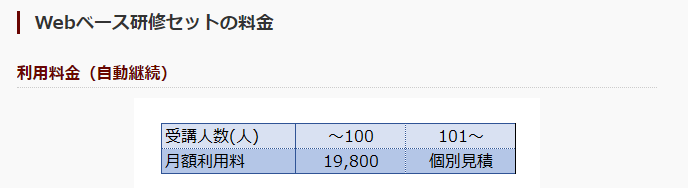 Webベース研修セットの料金
利用料金（自動継続）
受講人数(人) ～100 101～
月額利用料 19,800 個別見積